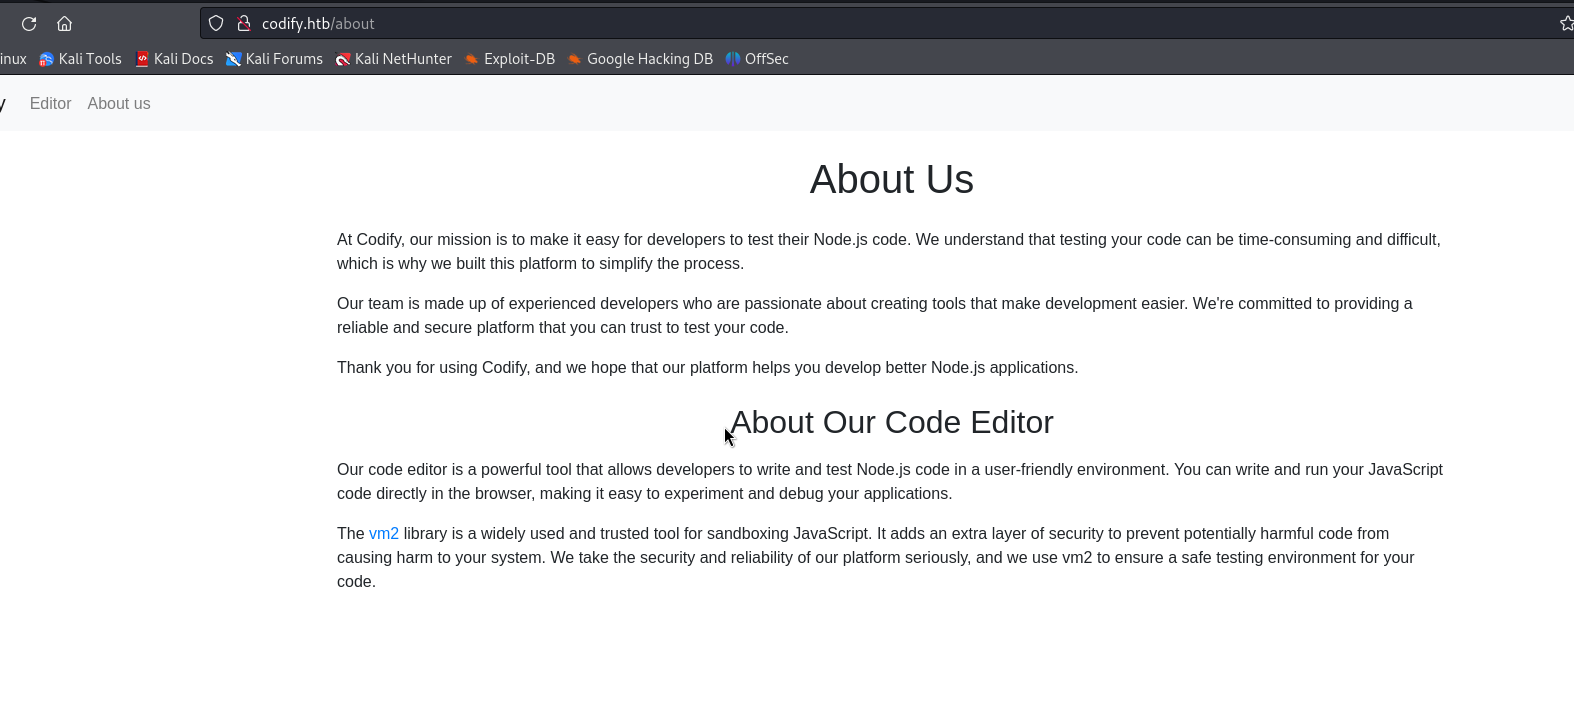 codify.htb/about
inux Kali Tools Kali Docs Kali Forums Kali NetHunter Exploit-DB Google Hacking DB OffSec
y Editor About us
About Us
At Codify, our mission is to make it easy for developers to test their Node.js code. We understand that testing your code can be time-consuming and difficult,
which is why we built this platform to simplify the process.
Our team is made up of experienced developers who are passionate about creating tools that make development easier. We're committed to providing a
reliable and secure platform that you can trust to test your code.
Thank you for using Codify, and we hope that our platform helps you develop better Node.js applications.
About Our Code Editor
Our code editor is a powerful tool that allows developers to write and test Node.js code in a user-friendly environment. You can write and run your JavaScript
code directly in the browser, making it easy to experiment and debug your applications.
The vm2 library is a widely used and trusted tool for sandboxing JavaScript. It adds an extra layer of security to prevent potentially harmful code from
causing harm to your system. We take the security and reliability of our platform seriously, and we use vm2 to ensure a safe testing environment for your
code.